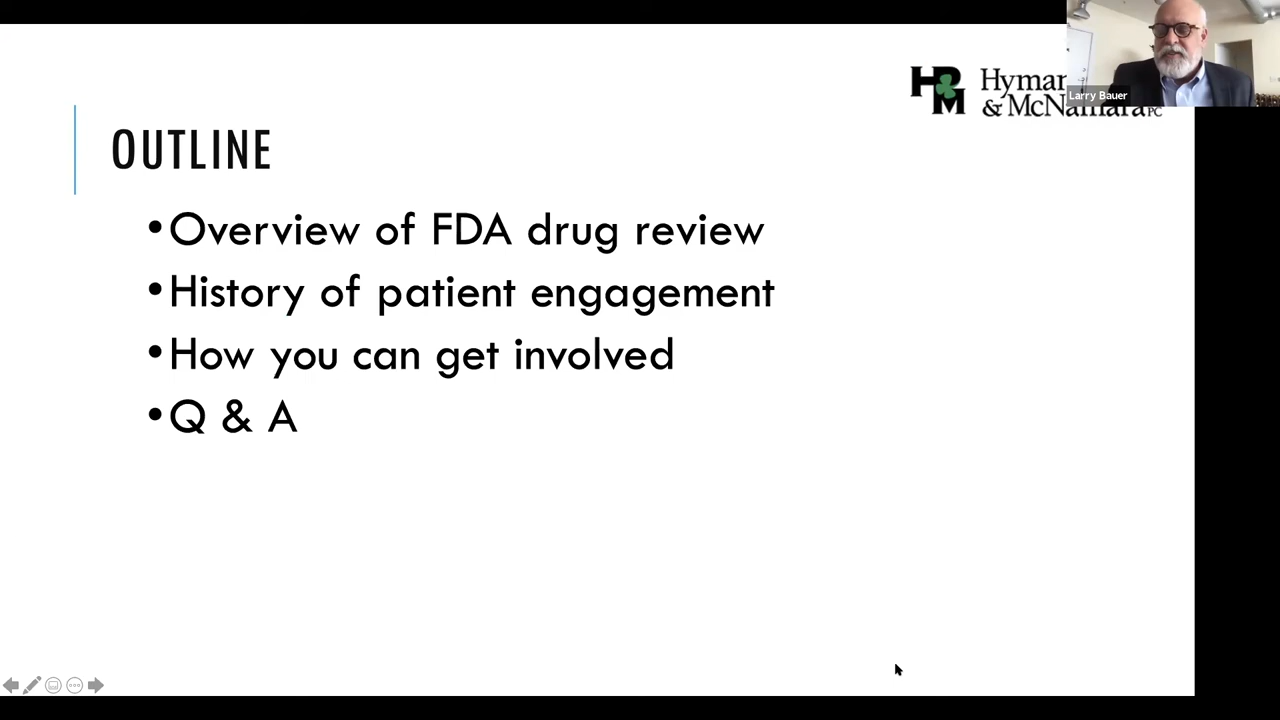 HPM Hyman
& McNamara PC
Larry Bauer
OUTLINE
•Overview of FDA drug review
•History of patient engagement
•How you can get involved
•Q & A